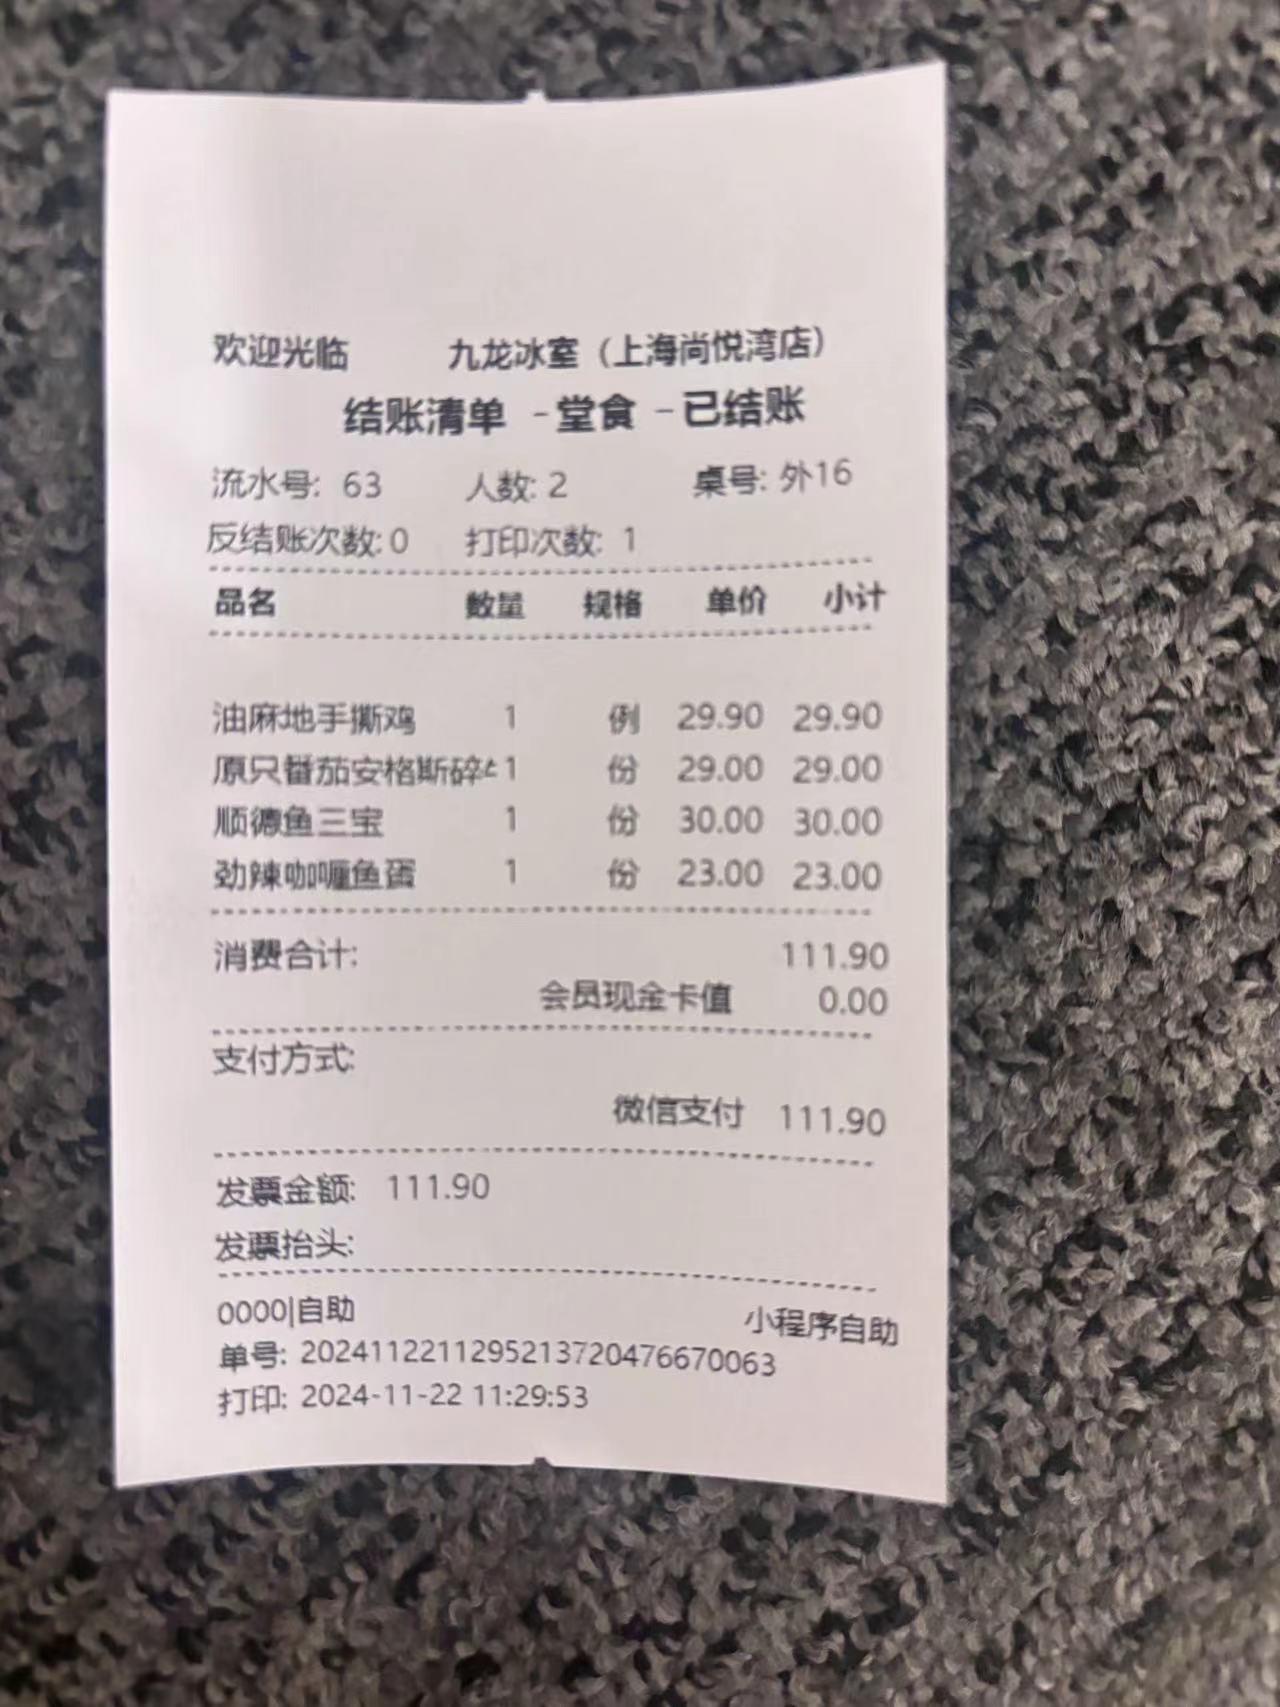 欢迎光临 九龙冰室（上海尚悦湾店）
结账清单 -堂食 -已结账
流水号: 63 人数: 2 桌号: 外16
反结账次数: 0 打印次数: 1
品名 数量 规格 单价 小计
油麻地手撕鸡 1 例 29.90 29.90
原只番茄安格斯碎 1 份 29.00 29.00
顺德鱼三宝 1 份 30.00 30.00
劲辣咖喱鱼蛋 1 份 23.00 23.00
消费合计: 111.90
会员现金卡值 0.00
支付方式:
微信支付 111.90
发票金额: 111.90
发票抬头:
0000|自助 小程序自助
单号: 2024112211295213720476670063
打印: 2024-11-22 11:29:53